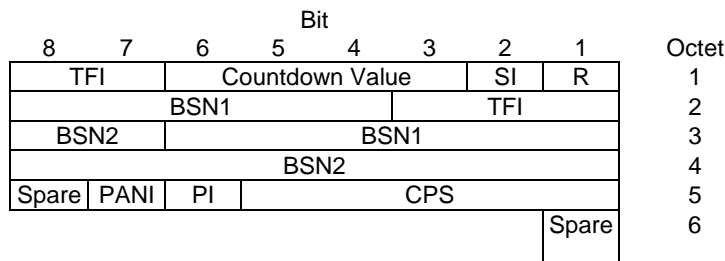 Bit
8 7 6 5 4 3 2 1 Octet
TFI Countdown Value SI R 1
BSN1 TFI 2
BSN2 BSN1 3
BSN2 4
Spare PANI PI CPS 5
Spare 6